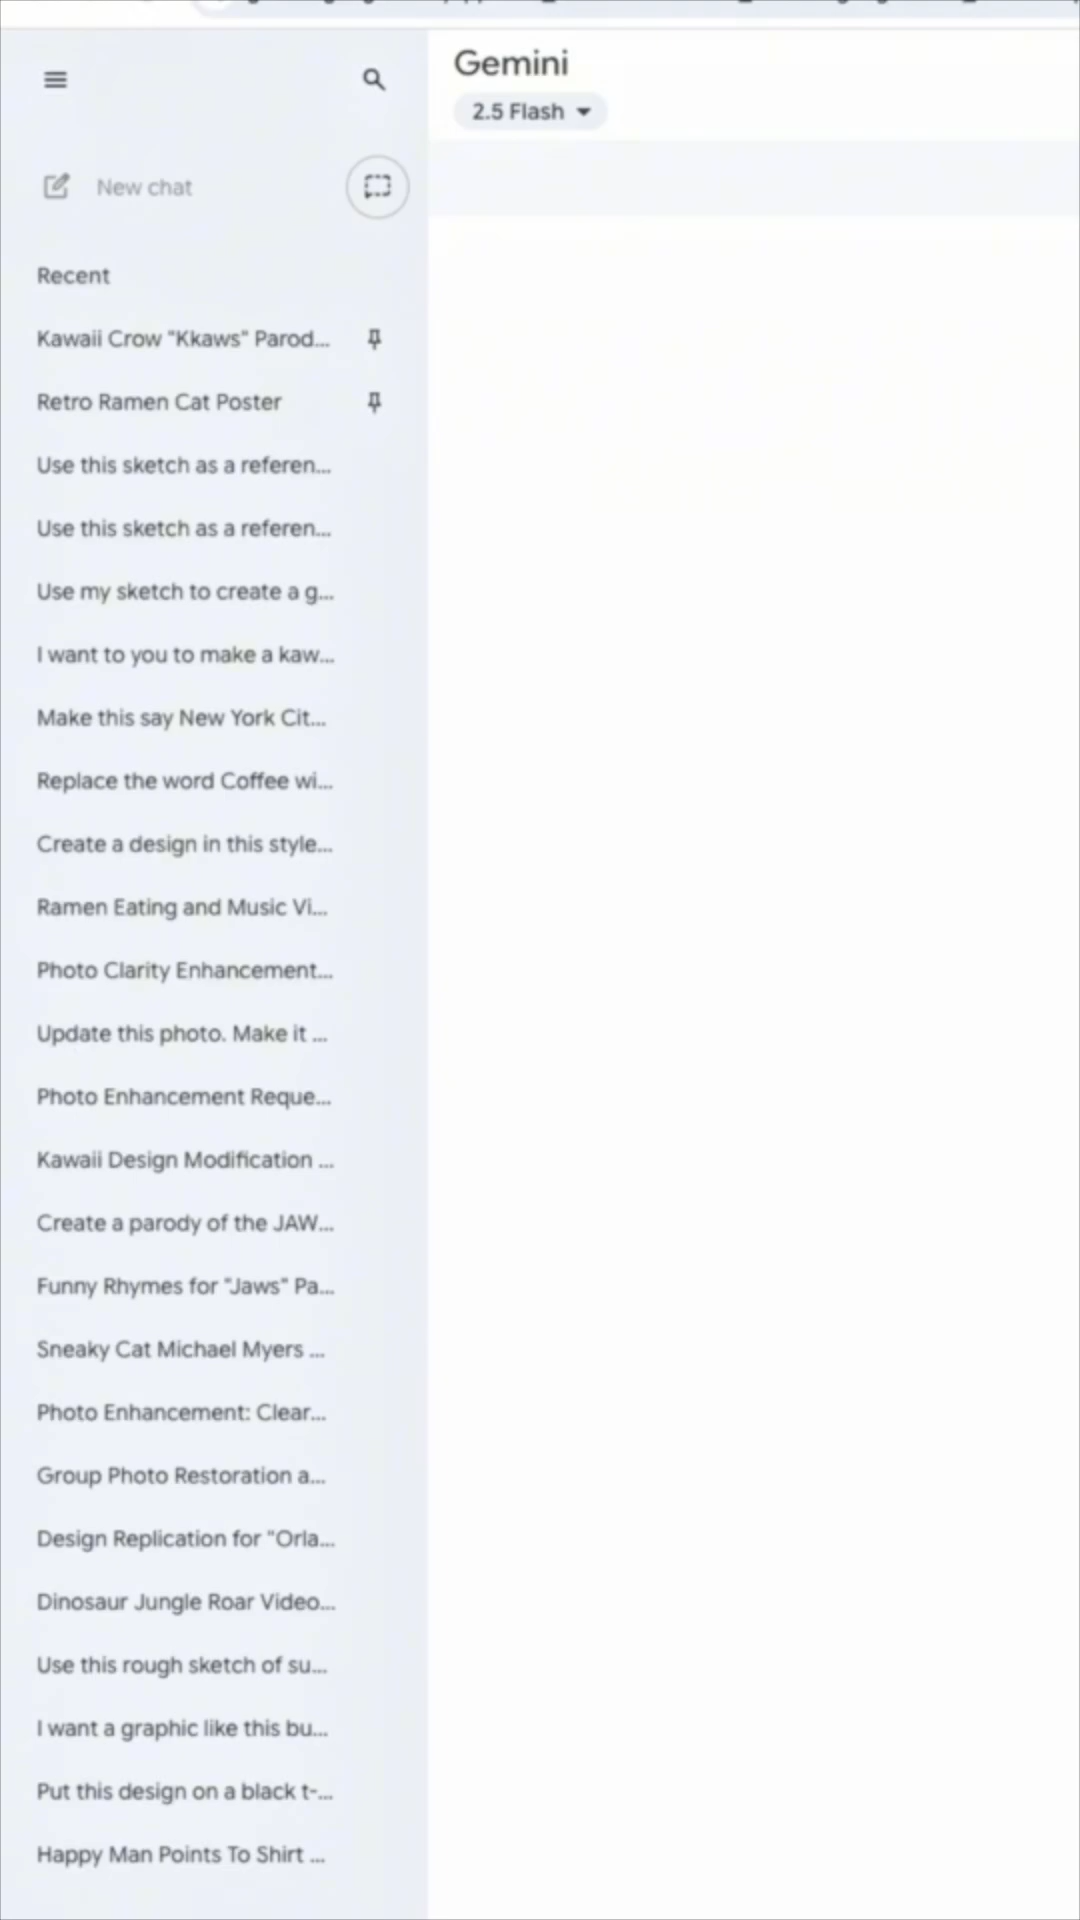 Gemini
2.5 Flash
New chat
Recent
Kawaii Crow "Kkaws" Parod...
Retro Ramen Cat Poster
Use this sketch as a referen...
Use this sketch as a referen...
Use my sketch to create a g...
I want to you to make a kaw...
Make this say New York Cit...
Replace the word Coffee wi...
Create a design in this style...
Ramen Eating and Music Vi...
Photo Clarity Enhancement...
Update this photo. Make it ...
Photo Enhancement Reque...
Kawaii Design Modification ...
Create a parody of the JAW...
Funny Rhymes for "Jaws" Pa...
Sneaky Cat Michael Myers ...
Photo Enhancement: Clear...
Group Photo Restoration a...
Design Replication for "Orla...
Dinosaur Jungle Roar Video...
Use this rough sketch of su...
I want a graphic like this bu...
Put this design on a black t-...
Happy Man Points To Shirt ...